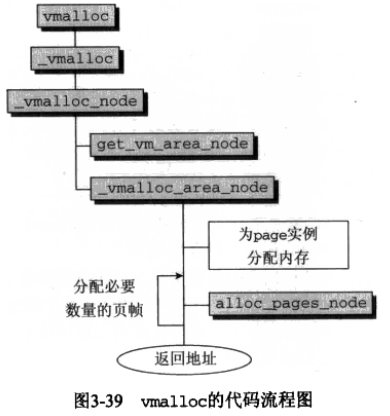 vmalloc
_vmalloc
_vmalloc_node
get_vm_area_node
_vmalloc_area_node
为page实例
分配内存
分配必要
数量的页帧
alloc_pages_node
返回地址
图3-39 vmalloc的代码流程图